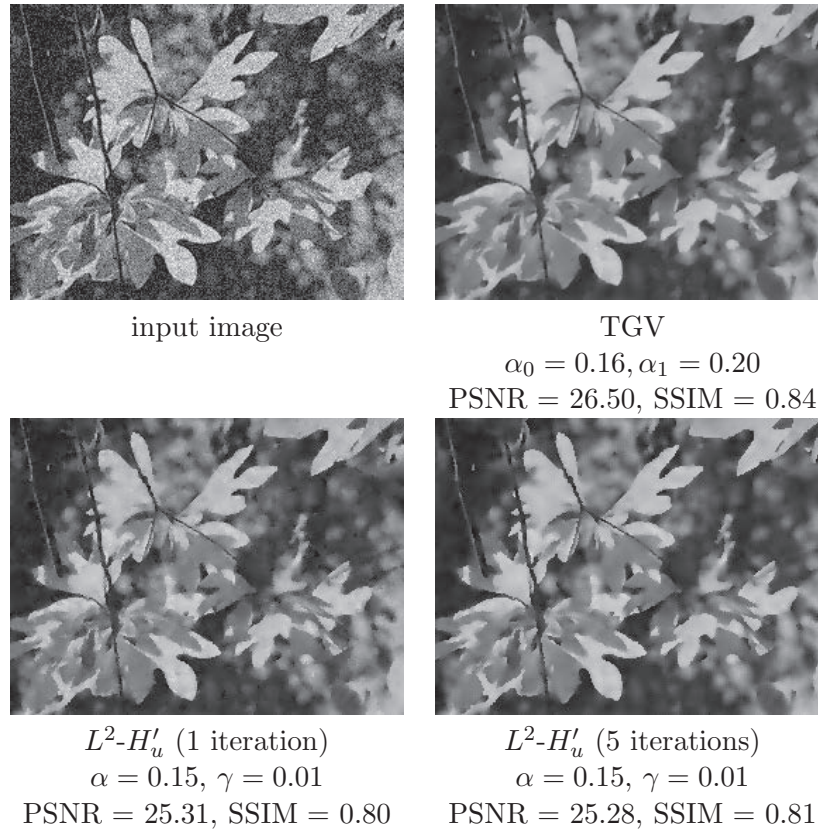 input image
TGV
α₀ = 0.16, α₁ = 0.20
PSNR = 26.50, SSIM = 0.84
L²-H′ᵤ (1 iteration)
α = 0.15, γ = 0.01
PSNR = 25.31, SSIM = 0.80
L²-H′ᵤ (5 iterations)
α = 0.15, γ = 0.01
PSNR = 25.28, SSIM = 0.81